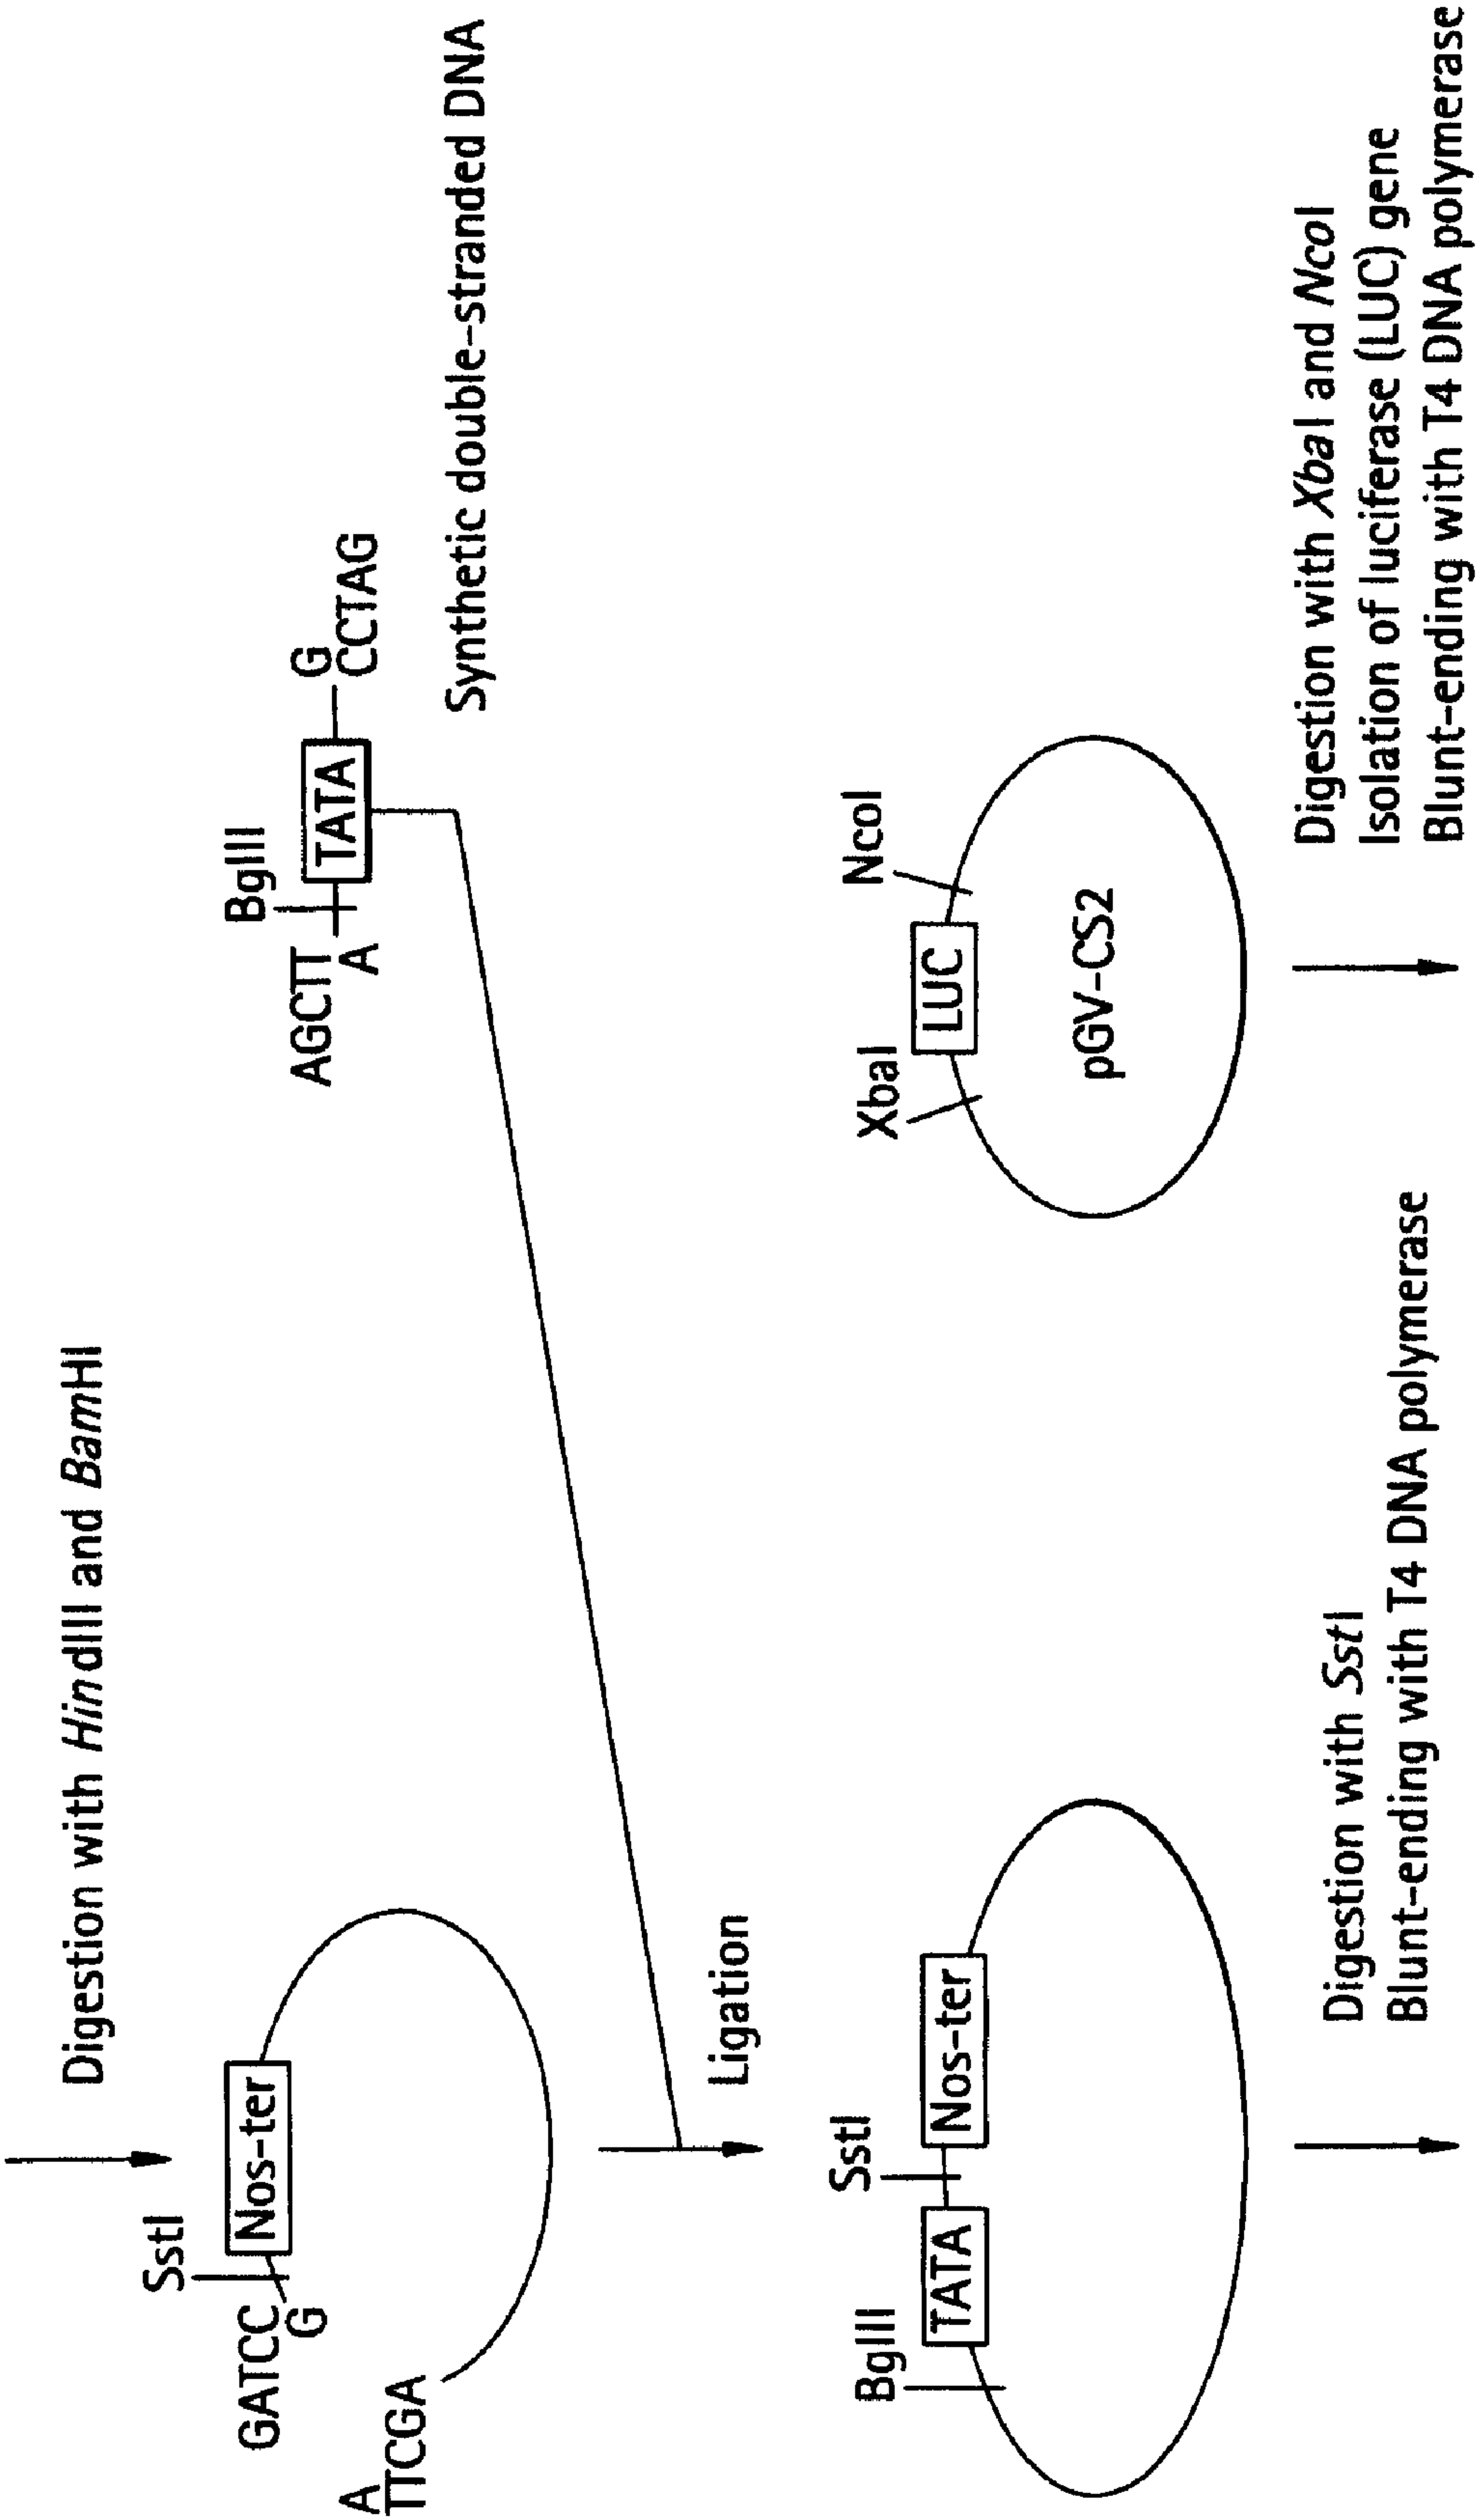 Digestion with HindIII and BamHI
SstI
GATCC
G
Nos-ter
A
TTCGA
BglII
AGCTT
A
TATA
G
CCTAG
Synthetic double-stranded DNA
Ligation
BglII
SstI
TATA
Nos-ter
XbaI
NcoI
LUC
pGV-CS2
Digestion with SstI
Blunt-ending with T4 DNA polymerase
Digestion with XbaI and NcoI
Isolation of luciferase (LUC) gene
Blunt-ending with T4 DNA polymerase